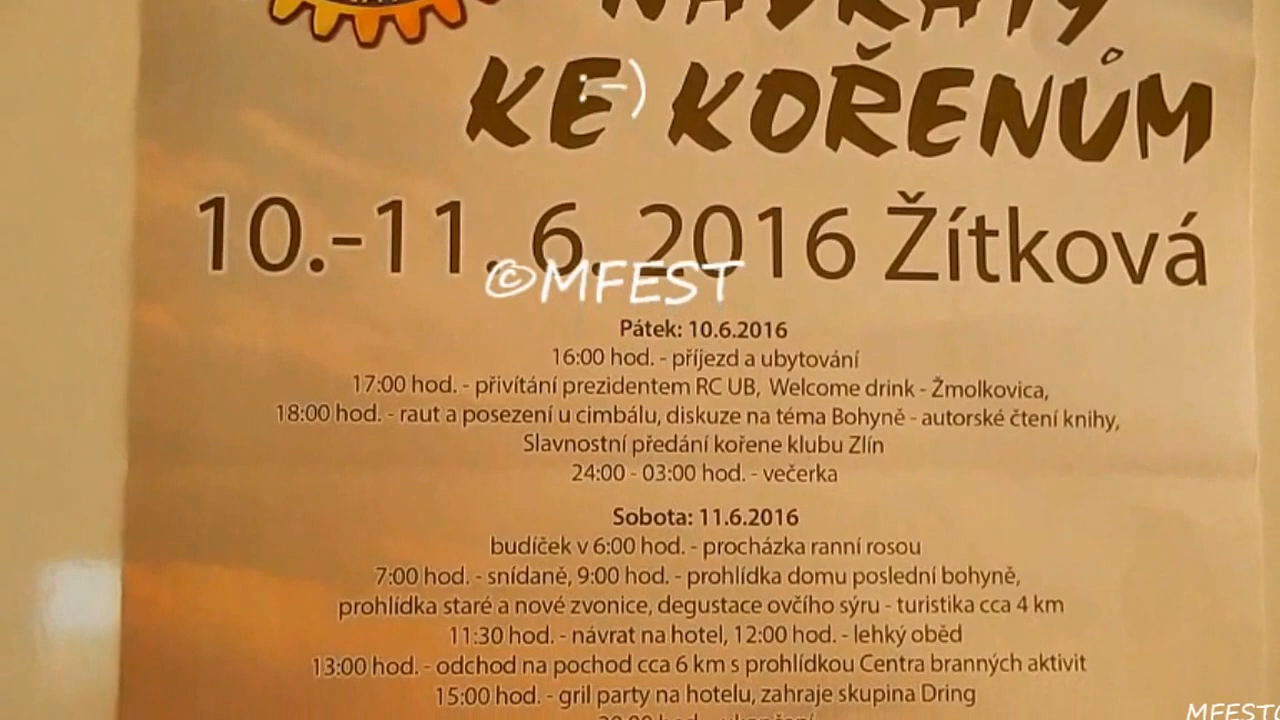 NÁVRATY
KE KOŘENŮM
:-)
10.-11. 6. 2016 Žítková
©MFEST
Pátek: 10.6.2016
16:00 hod. - příjezd a ubytování
17:00 hod. - přivítání prezidentem RC UB, Welcome drink - Žmolkovica,
18:00 hod. - raut a posezení u cimbálu, diskuze na téma Bohyně - autorské čtení knihy,
Slavnostní předání kořene klubu Zlín
24:00 - 03:00 hod. - večerka
Sobota: 11.6.2016
budíček v 6:00 hod. - procházka ranní rosou
7:00 hod. - snídaně, 9:00 hod. - prohlídka domu poslední bohyně,
prohlídka staré a nové zvonice, degustace ovčího sýru - turistika cca 4 km
11:30 hod. - návrat na hotel, 12:00 hod. - lehký oběd
13:00 hod. - odchod na pochod cca 6 km s prohlídkou Centra branných aktivit
15:00 hod. - gril party na hotelu, zahraje skupina Dring